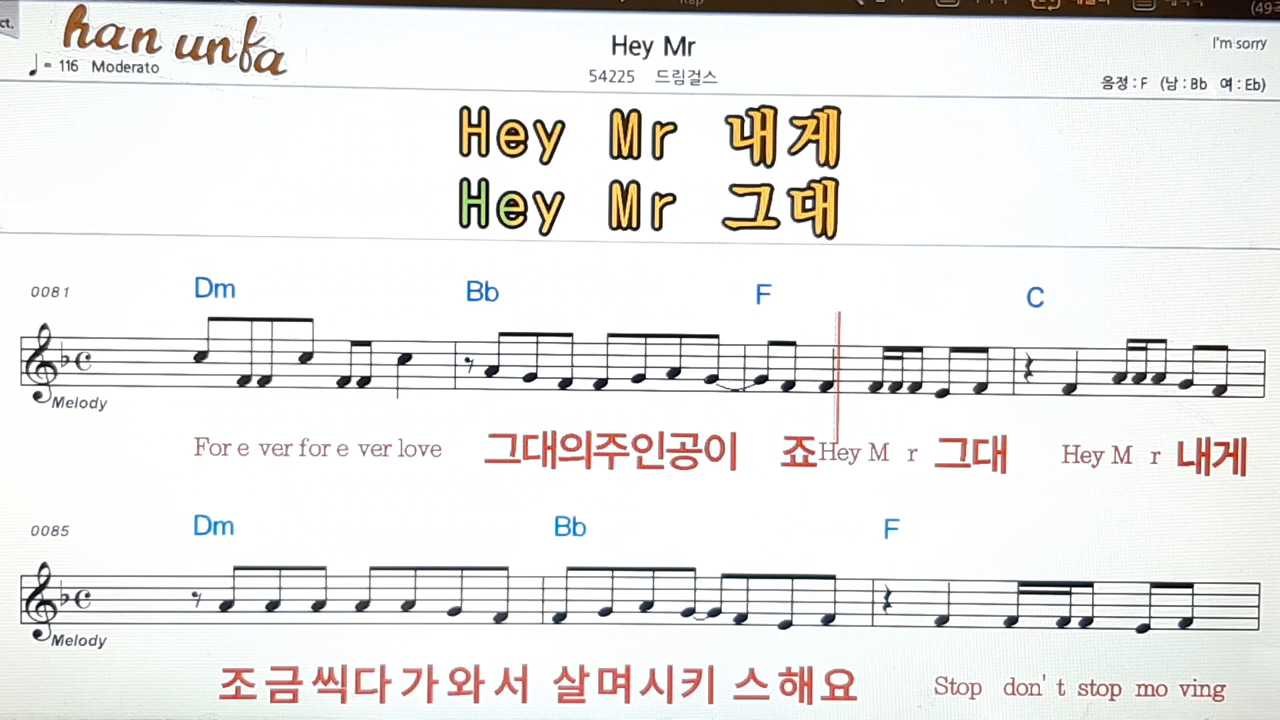 ct.
(49
han unfa
♩ = 116 Moderato
Hey Mr
54225 드림걸스
I'm sorry
음정 : F (남 : Bb 여 : Eb)
Hey Mr 내게
Hey Mr 그대
0081
Dm Bb F C
Melody
For e ver for e ver love 그대의주인공이 죠 Hey M r 그대 Hey M r 내게
0085
Dm Bb F
Melody
조금씩다가와서 살며시키 스해요 Stop don't stop mo ving